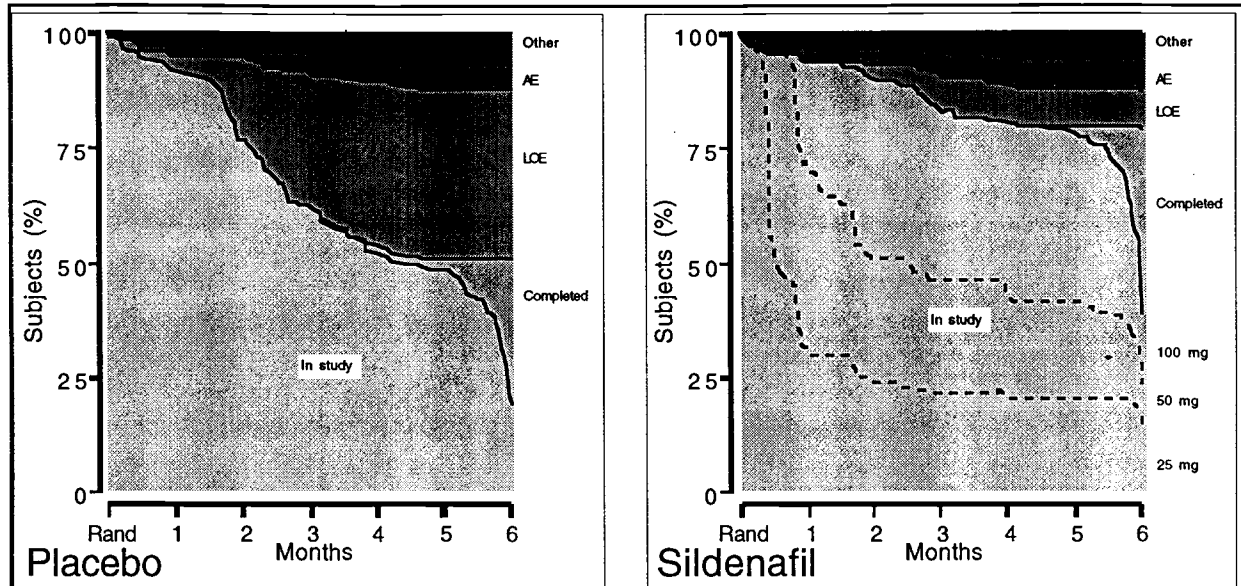 100
75
50
25
0
Subjects (%)
Other
AE
LOE
Completed
In study
Rand 1 2 3 4 5 6
Months
Placebo
100
75
50
25
0
Subjects (%)
Other
AE
LOE
Completed
In study
100 mg
50 mg
25 mg
Rand 1 2 3 4 5 6
Months
Sildenafil